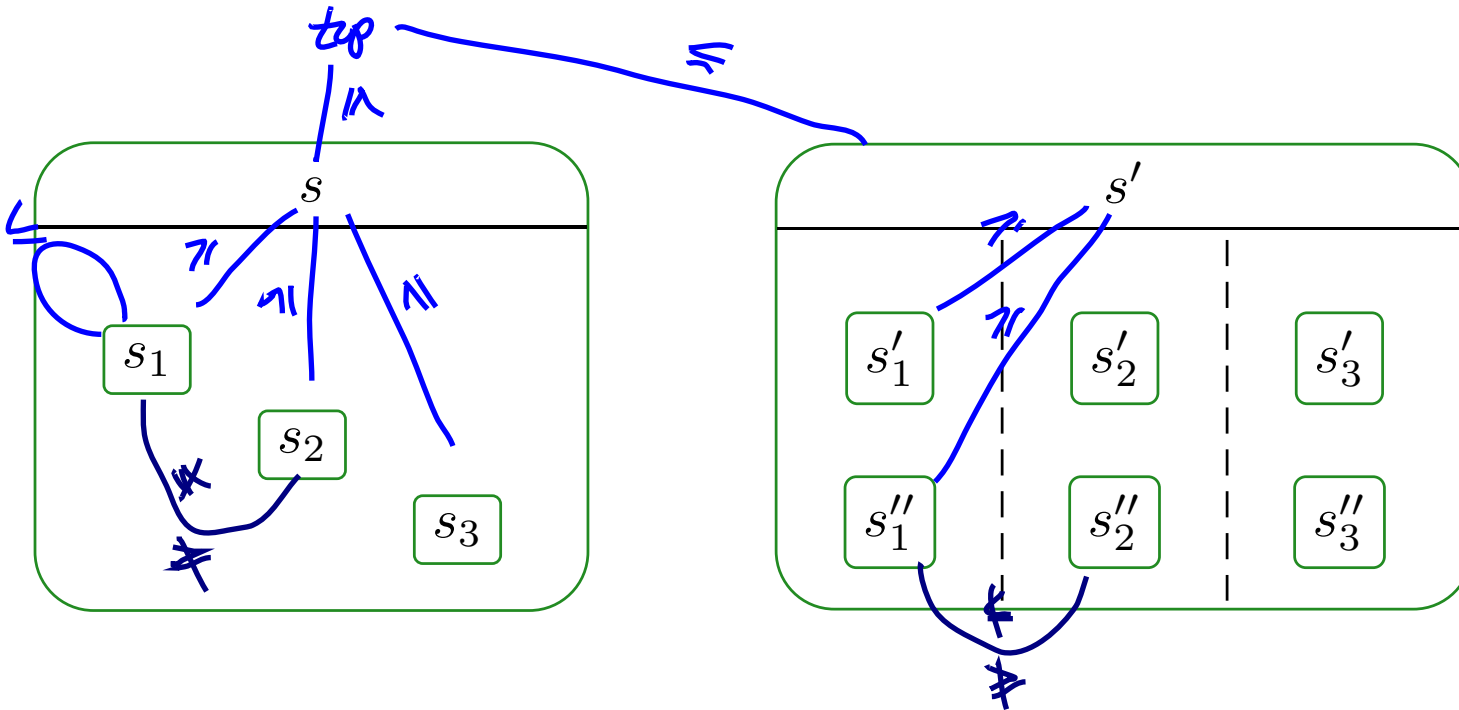 top
≤
≤
s
s′
≤
≤
≤
≤
≤
≤
s₁
s₂
s₃
s′₁
s′₂
s′₃
s″₁
s″₂
s″₃
≰
≱
≰
≱